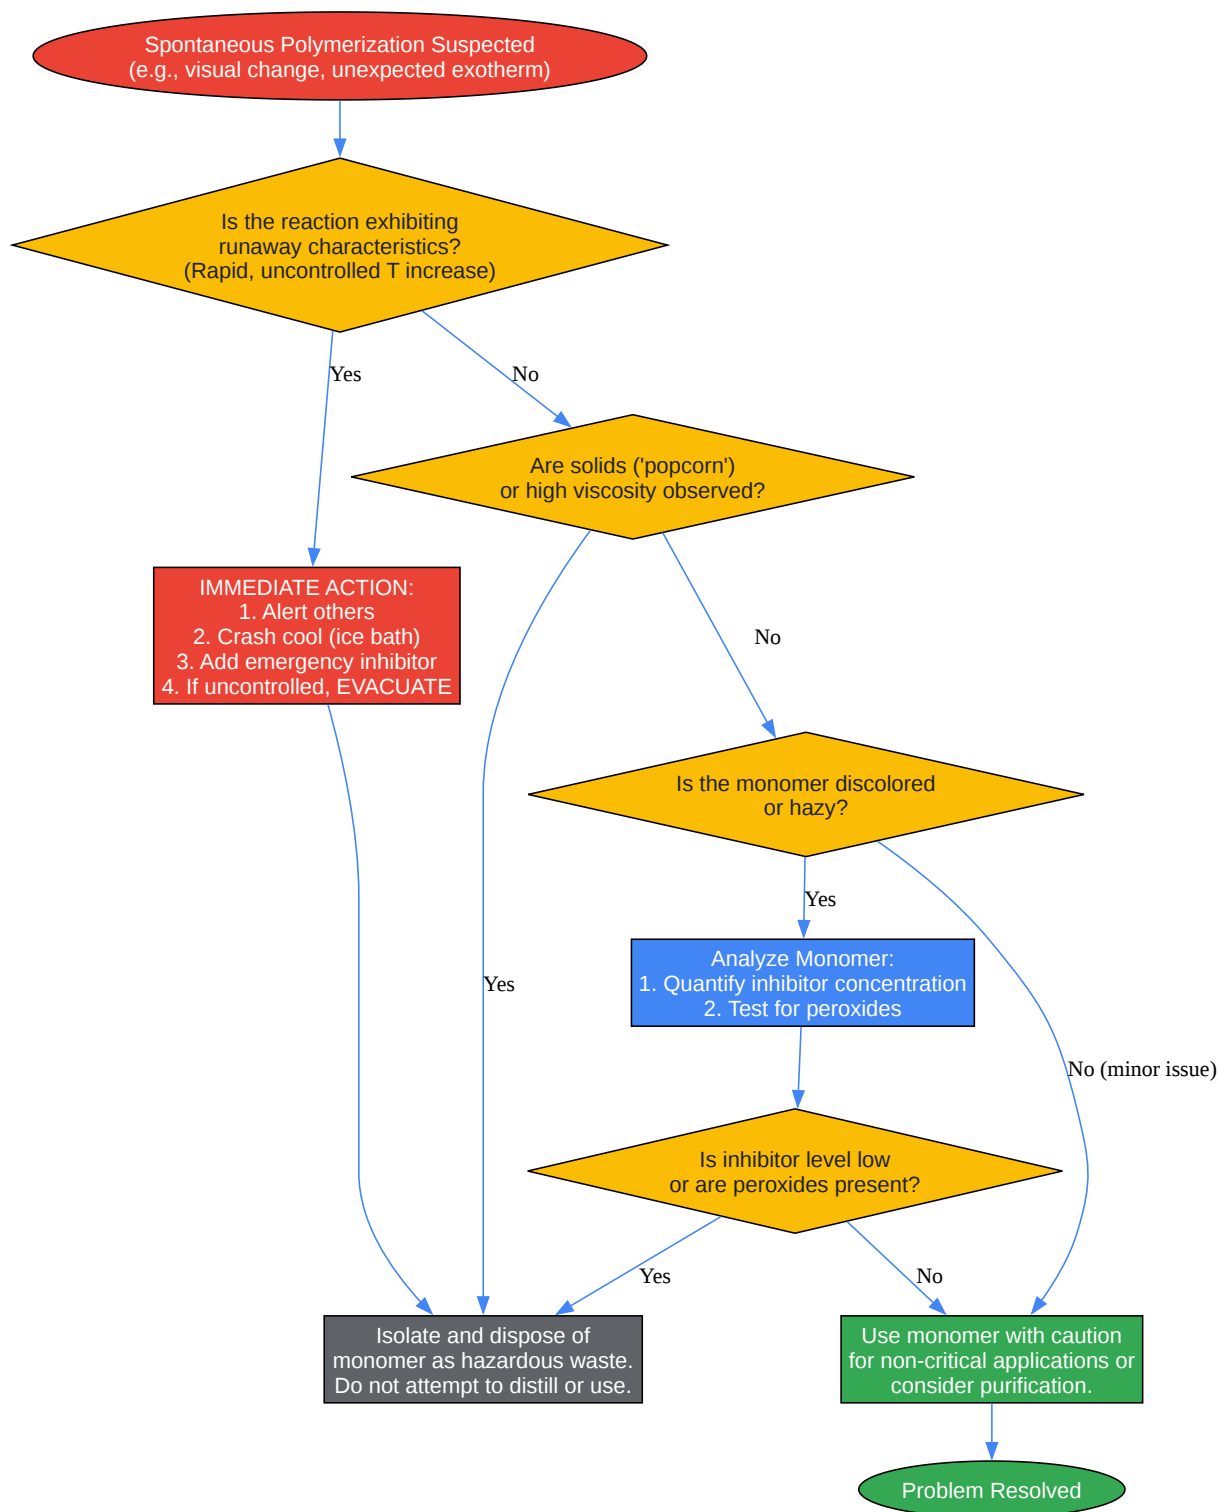 Spontaneous Polymerization Suspected
(e.g., visual change, unexpected exotherm)
Is the reaction exhibiting
runaway characteristics?
(Rapid, uncontrolled T increase)
Yes
No
Are solids ('popcorn')
or high viscosity observed?
IMMEDIATE ACTION:
1. Alert others
2. Crash cool (ice bath)
3. Add emergency inhibitor
4. If uncontrolled, EVACUATE
No
Is the monomer discolored
or hazy?
Yes
Analyze Monomer:
1. Quantify inhibitor concentration
2. Test for peroxides
Yes
No (minor issue)
Is inhibitor level low
or are peroxides present?
Yes
No
Isolate and dispose of
monomer as hazardous waste.
Do not attempt to distill or use.
Use monomer with caution
for non-critical applications or
consider purification.
Problem Resolved